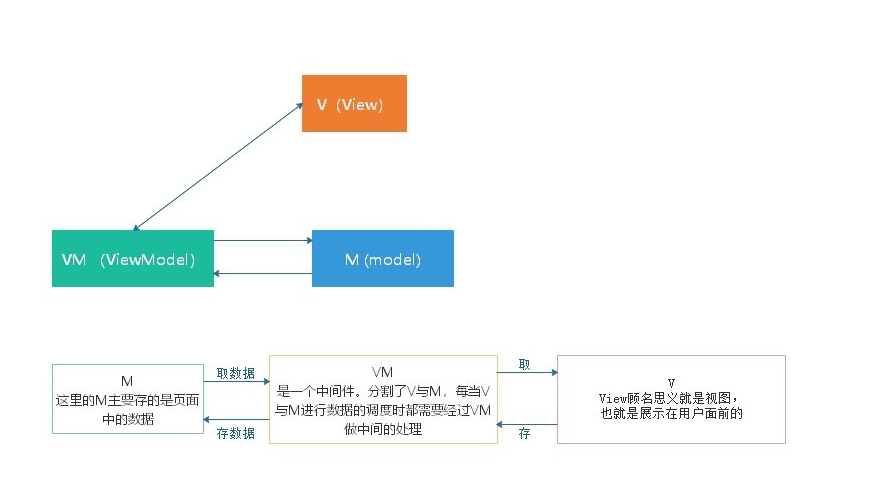 V (View)
VM (ViewModel)
M (model)
M
这里的M主要存的是页面
中的数据
取数据
存数据
VM
是一个中间件。分割了V与M，每当V
与M进行数据的调度时都需要经过VM
做中间的处理
取
存
V
View顾名思义就是视图，
也就是展示在用户面前的